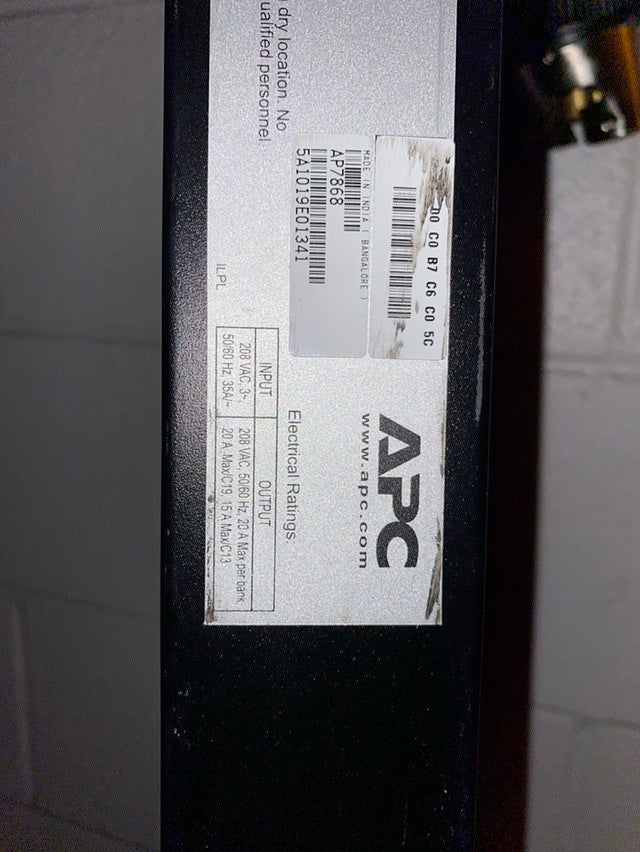 dry location. No
ualified personnel
00 C0 B7 C6 C0 5C
MADE IN INDIA ( BANGALORE )
AP7868
5A1019E01341
ILPL
APC
www.apc.com
Electrical Ratings.
INPUT
208 VAC, 3~,
50/60 Hz, 35A/~
OUTPUT
208 VAC, 50/60 Hz, 20 A Max per bank
20 A -Max/C19, 15 A Max/C13